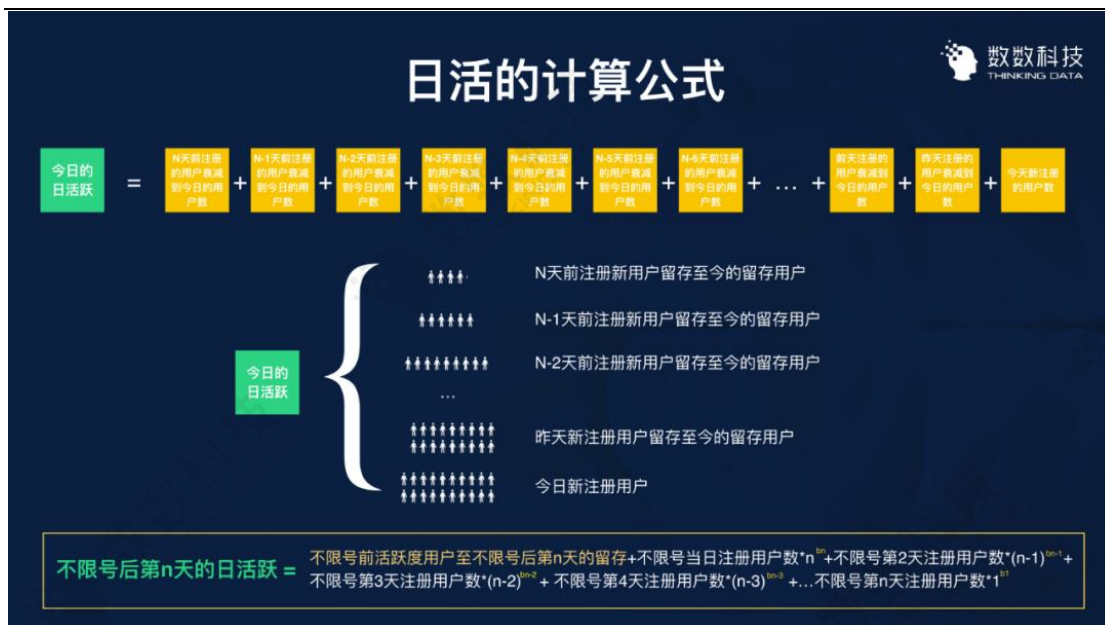 数数科技
THINKING DATA
日活的计算公式
今日的
日活跃
=
N天前注册
的用户衰减
到今日的用
户数
+
N-1天前注册
的用户衰减
到今日的用
户数
+
N-2天前注册
的用户衰减
到今日的用
户数
+
N-3天前注册
的用户衰减
到今日的用
户数
+
N-4天前注册
的用户衰减
到今日的用
户数
+
N-5天前注册
的用户衰减
到今日的用
户数
+
N-6天前注册
的用户衰减
到今日的用
户数
+ … +
前天注册的
用户衰减到
今日的用户
数
+
昨天注册的
用户衰减到
今日的用户
数
+
今天新注册
的用户数
今日的
日活跃
N天前注册新用户留存至今的留存用户
N-1天前注册新用户留存至今的留存用户
N-2天前注册新用户留存至今的留存用户
…
昨天新注册用户留存至今的留存用户
今日新注册用户
不限号后第n天的日活跃 =
不限号前活跃度用户至不限号后第n天的留存+不限号当日注册用户数*n^bn+不限号第2天注册用户数*(n-1)^bn-1 +
不限号第3天注册用户数*(n-2)^bn-2 + 不限号第4天注册用户数*(n-3)^bn-3 +…不限号第n天注册用户数*1^b1